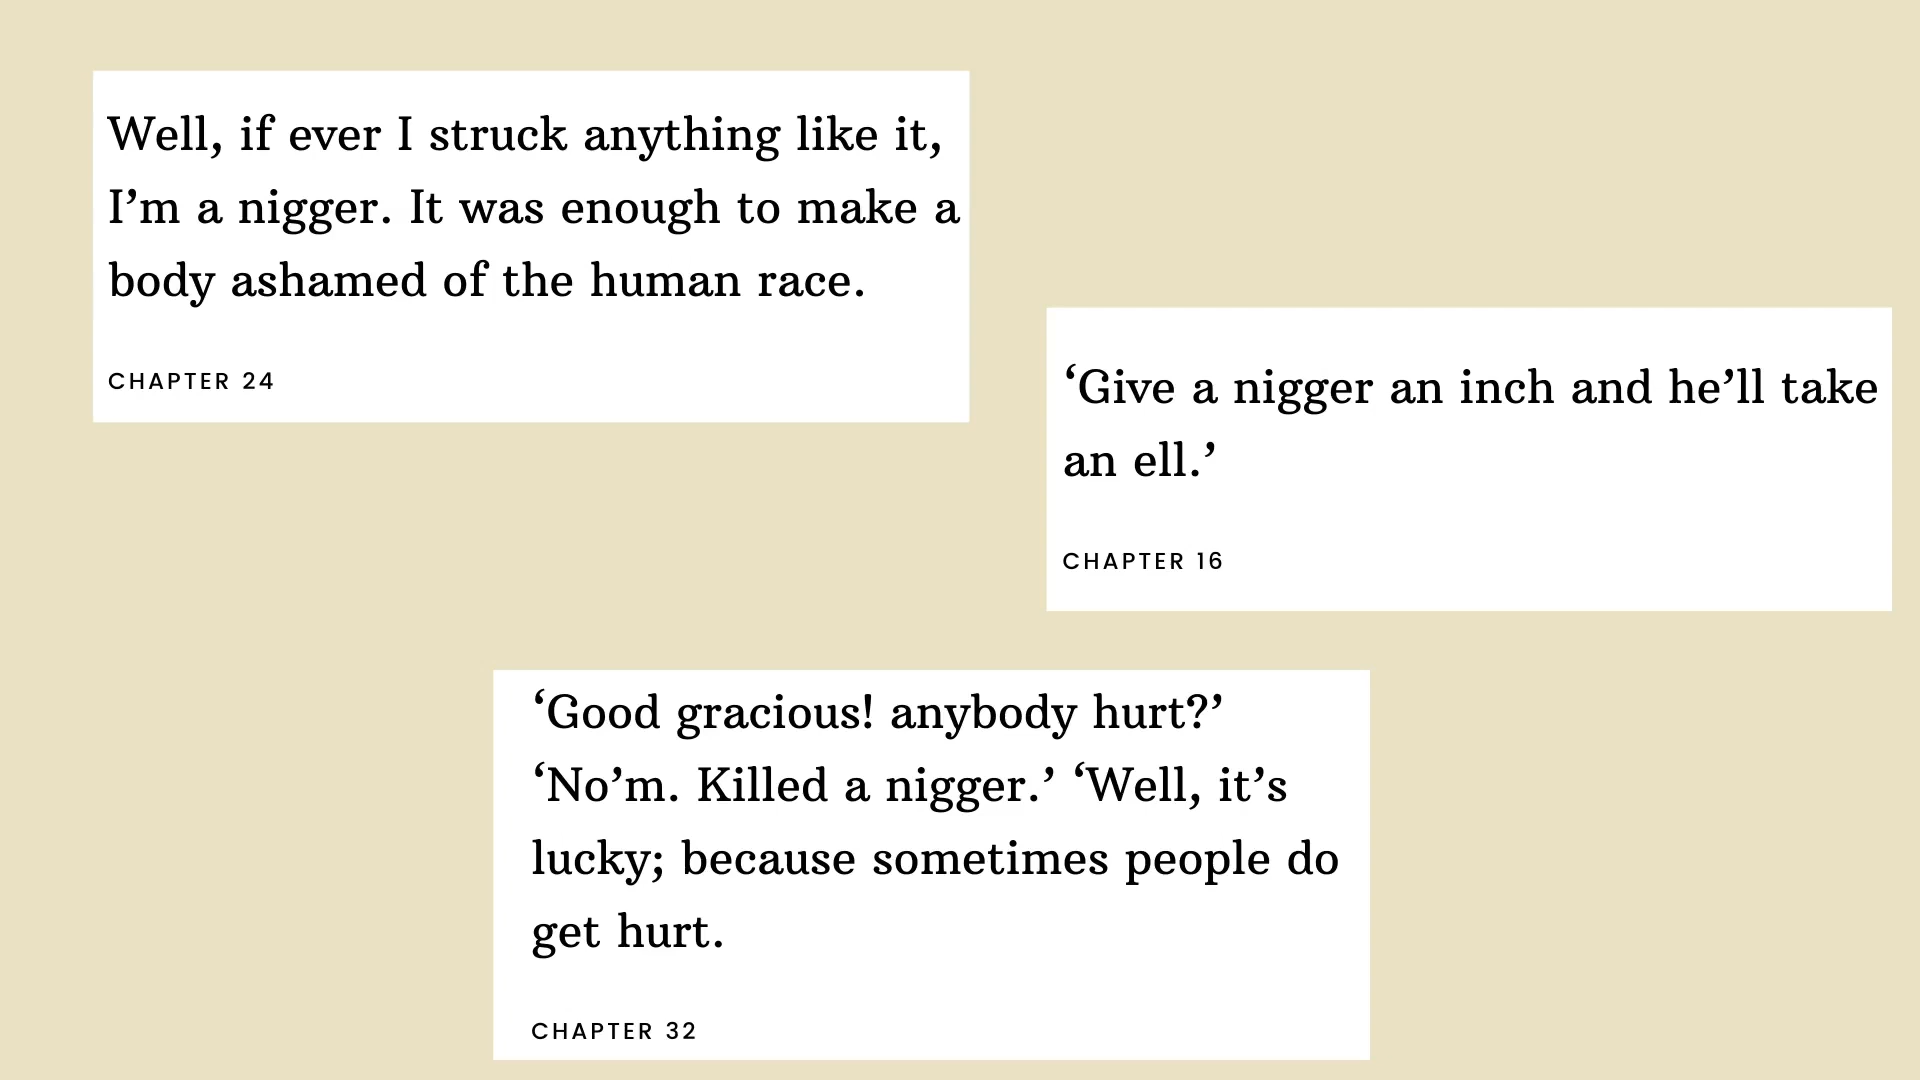 Well, if ever I struck anything like it,
I’m a nigger. It was enough to make a
body ashamed of the human race.
CHAPTER 24
‘Give a nigger an inch and he’ll take
an ell.’
CHAPTER 16
‘Good gracious! anybody hurt?’
‘No’m. Killed a nigger.’ ‘Well, it’s
lucky; because sometimes people do
get hurt.
CHAPTER 32